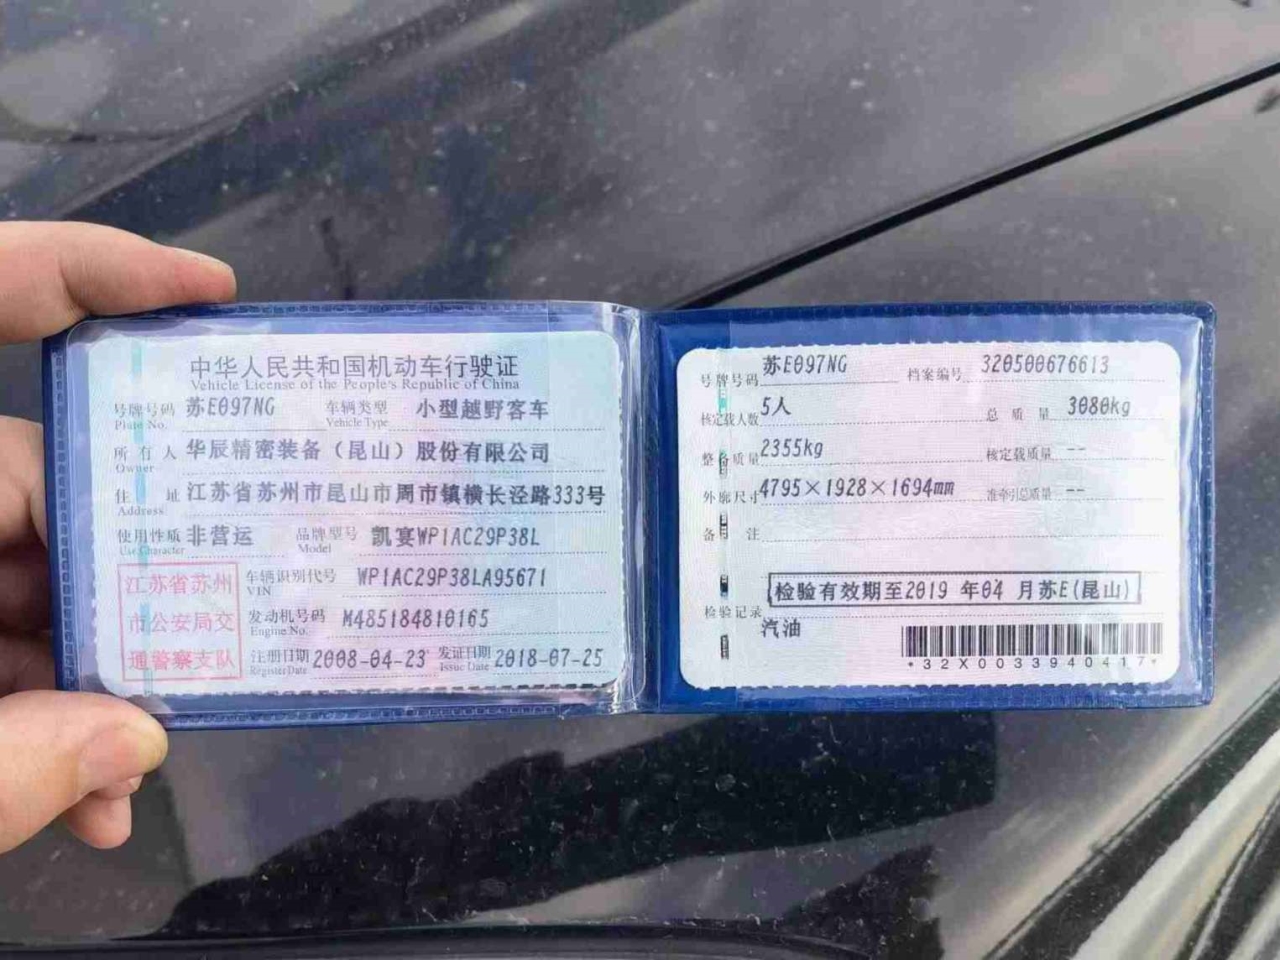 中华人民共和国机动车行驶证
Vehicle License of the People's Republic of China
号牌号码 苏E097NG 车辆类型 小型越野客车
Plate No. Vehicle Type
所有人 华辰精密装备（昆山）股份有限公司
Owner
住址 江苏省苏州市昆山市周市镇横长泾路333号
Address
使用性质 非营运 品牌型号 凯宴WP1AC29P38L
Use Character Model
江苏省苏州
市公安局交
通警察支队
车辆识别代号 WP1AC29P38LA95671
VIN
发动机号码 M485184810165
Engine No.
注册日期 2008-04-23 发证日期 2018-07-25
Register Date Issue Date
号牌号码 苏E097NG 档案编号 320500676613
核定载人数 5人 总质量 3080kg
整备质量 2355kg 核定载质量 --
外廓尺寸 4795×1928×1694mm 准牵引总质量 --
备注
检验记录 检验有效期至2019 年04 月苏E(昆山)
汽油
*32X0033940417*